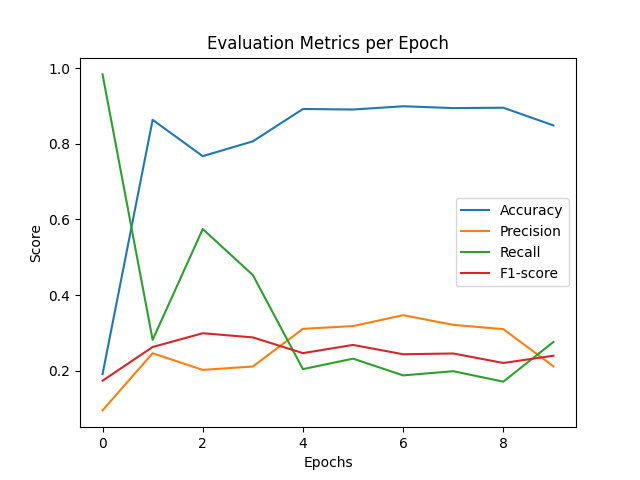 Evaluation Metrics per Epoch
1.0
0.8
0.6
0.4
0.2
Score
Accuracy
Precision
Recall
F1-score
0 2 4 6 8
Epochs